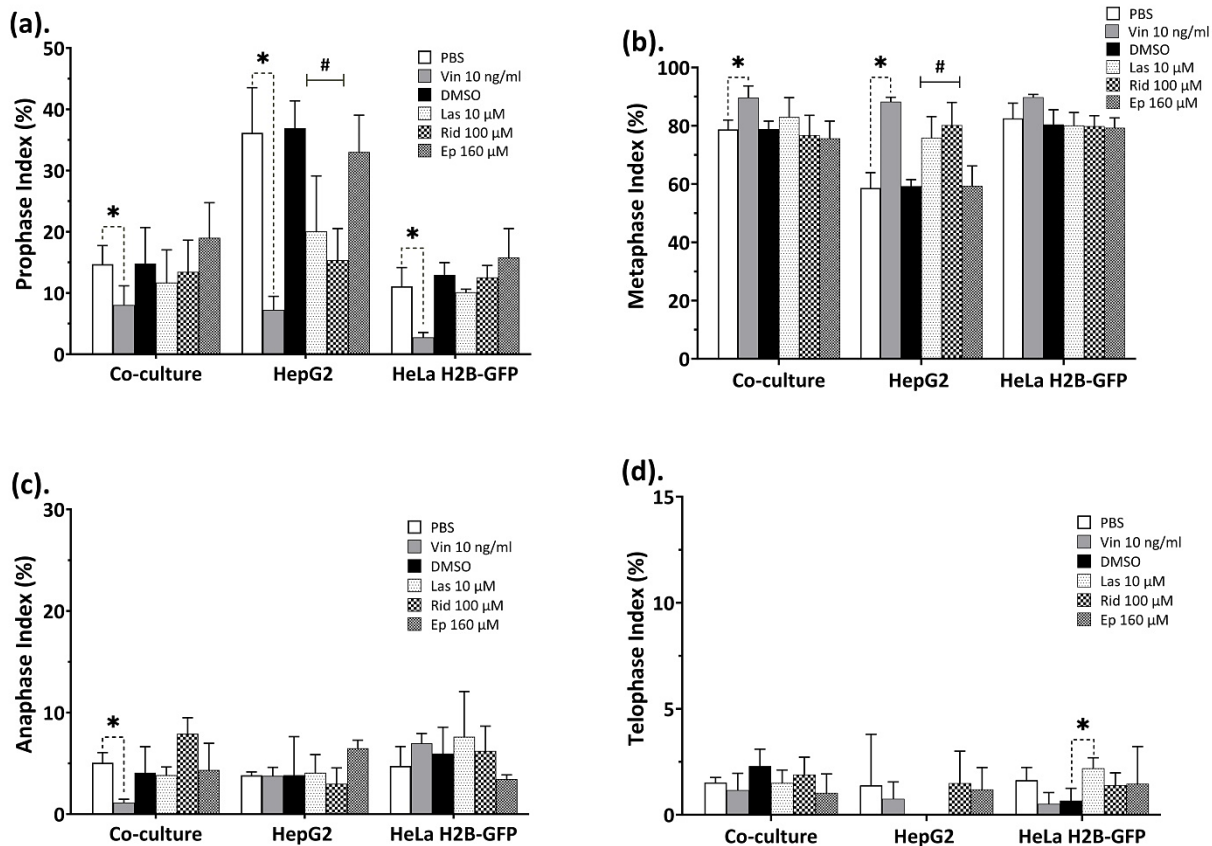 (a).
Prophase Index (%)
50
40
30
20
10
0
*
*
#
*
PBS
Vin 10 ng/ml
DMSO
Las 10 µM
Rid 100 µM
Ep 160 µM
Co-culture
HepG2
HeLa H2B-GFP
(b).
Metaphase Index (%)
100
80
60
40
20
0
*
*
#
PBS
Vin 10 ng/ml
DMSO
Las 10 µM
Rid 100 µM
Ep 160 µM
Co-culture
HepG2
HeLa H2B-GFP
(c).
Anaphase Index (%)
30
20
10
0
*
PBS
Vin 10 ng/ml
DMSO
Las 10 µM
Rid 100 µM
Ep 160 µM
Co-culture
HepG2
HeLa H2B-GFP
(d).
Telophase Index (%)
15
10
5
0
*
PBS
Vin 10 ng/ml
DMSO
Las 10 µM
Rid 100 µM
Ep 160 µM
Co-culture
HepG2
HeLa H2B-GFP